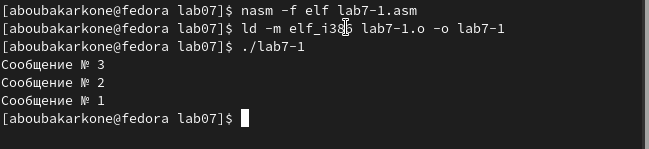 [aboubakarkone@fedora lab07]$ nasm -f elf lab7-1.asm
[aboubakarkone@fedora lab07]$ ld -m elf_i386 lab7-1.o -o lab7-1
[aboubakarkone@fedora lab07]$ ./lab7-1
Сообщение № 3
Сообщение № 2
Сообщение № 1
[aboubakarkone@fedora lab07]$